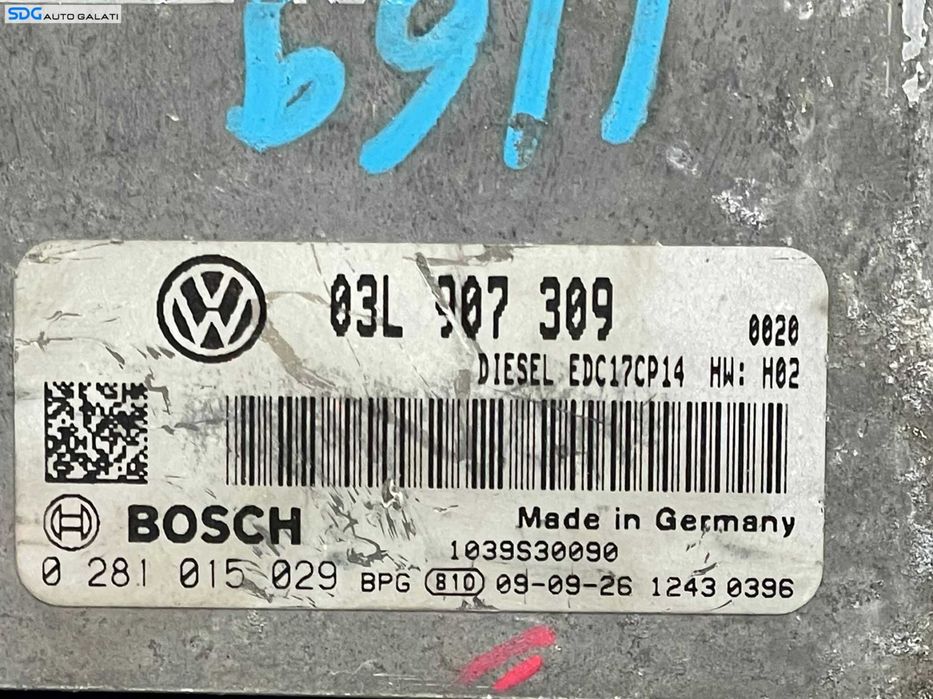 SDG AUTO GALATI
03L 907 309
0020
DIESEL EDC17CP14 HW: H02
BOSCH
Made in Germany
1039S30090
0 281 015 029 BPG 810 09-09-26 1243 0396